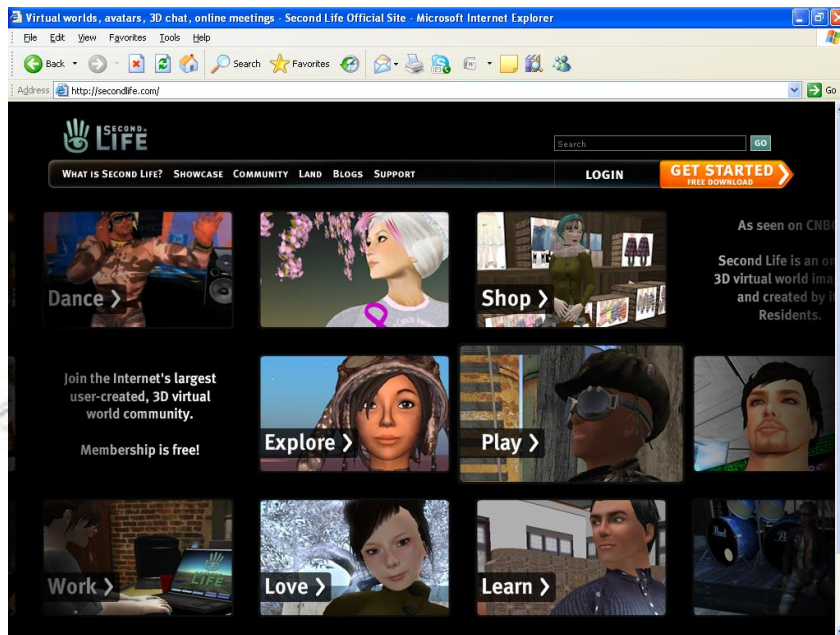 Virtual worlds, avatars, 3D chat, online meetings - Second Life Official Site - Microsoft Internet Explorer
File Edit View Favorites Tools Help
Back Search Favorites
Address http://secondlife.com/ Go
SECOND LIFE
Search GO
WHAT IS SECOND LIFE? SHOWCASE COMMUNITY LAND BLOGS SUPPORT
LOGIN
GET STARTED
FREE DOWNLOAD
Dance
Shop
As seen on CNBC
Second Life is an
3D virtual world
and created by
Residents.
Join the Internet's largest
user-created, 3D virtual
world community.
Membership is free!
Explore
Play
Work
LIFE
Love
Learn